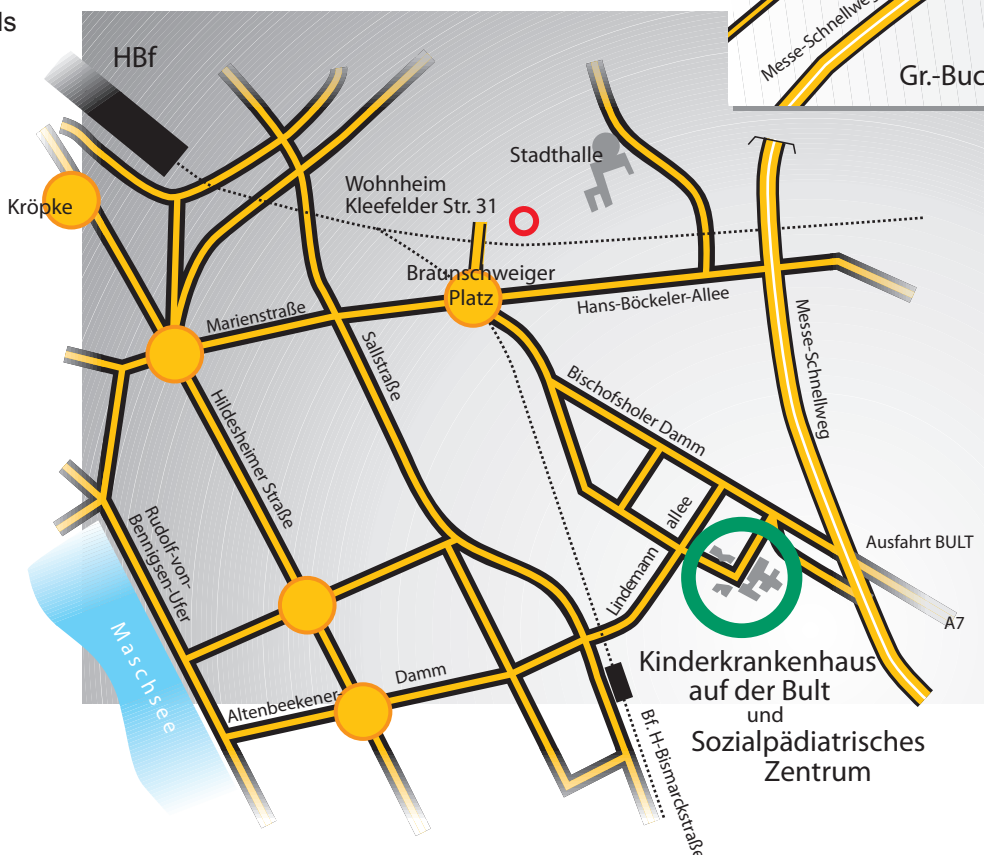 ls
HBf
Messe-Schnellweg
Gr.-Buc
Stadthalle
Wohnheim
Kleefelder Str. 31
Kröpke
Braunschweiger
Platz
Hans-Böckeler-Allee
Marienstraße
Sallstraße
Messe-Schnellweg
Bischofsholer Damm
Hildesheimer Straße
Rudolf-von-
Bennigsen-Ufer
Lindemann
allee
Ausfahrt BULT
A7
Maschsee
Altenbeekener-
Damm
Kinderkrankenhaus
auf der Bult
und
Sozialpädiatrisches
Zentrum
Bf. H-Bismarckstraße